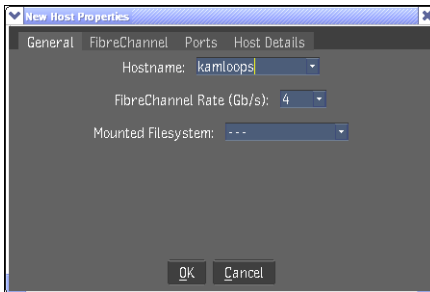 New Host Properties
General FibreChannel Ports Host Details
Hostname: kamloops
FibreChannel Rate (Gb/s): 4
Mounted Filesystem: ---
OK Cancel